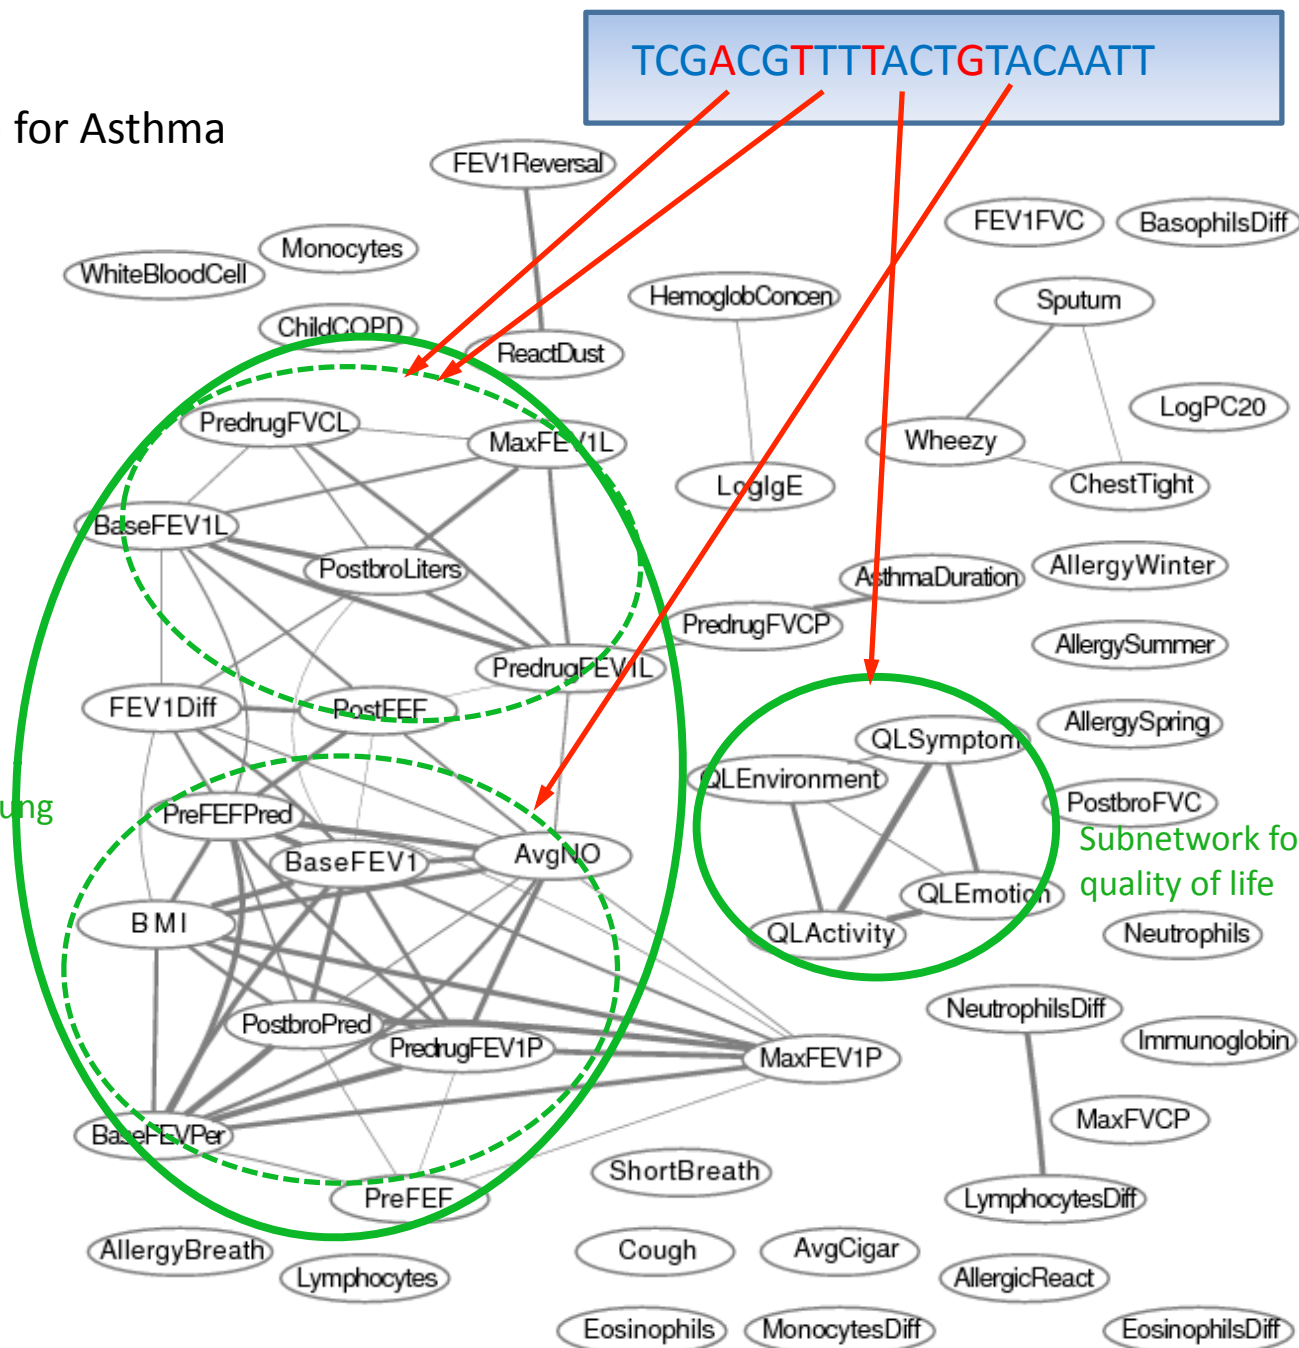 TCGACGTTTTACTGTACAATT
for Asthma
FEV1Reversal
FEV1FVC
BasophilsDiff
Monocytes
WhiteBloodCell
HemoglobConcen
Sputum
ChildCOPD
ReactDust
LogPC20
PredrugFVCL
MaxFEV1L
Wheezy
LogIgE
ChestTight
BaseFEV1L
PostbroLiters
AsthmaDuration
AllergyWinter
PredrugFVCP
AllergySummer
PredrugFEV1L
FEV1Diff
PostFEF
AllergySpring
QLSymptom
QLEnvironment
PostbroFVC
ung
PreFEFPred
BaseFEV1
AvgNO
Subnetwork fo
quality of life
QLEmotion
BMI
QLActivity
Neutrophils
NeutrophilsDiff
PostbroPred
PredrugFEV1P
MaxFEV1P
Immunoglobin
MaxFVCP
BaseFEVPer
ShortBreath
PreFEF
LymphocytesDiff
AllergyBreath
Cough
AvgCigar
Lymphocytes
AllergicReact
Eosinophils
MonocytesDiff
EosinophilsDiff